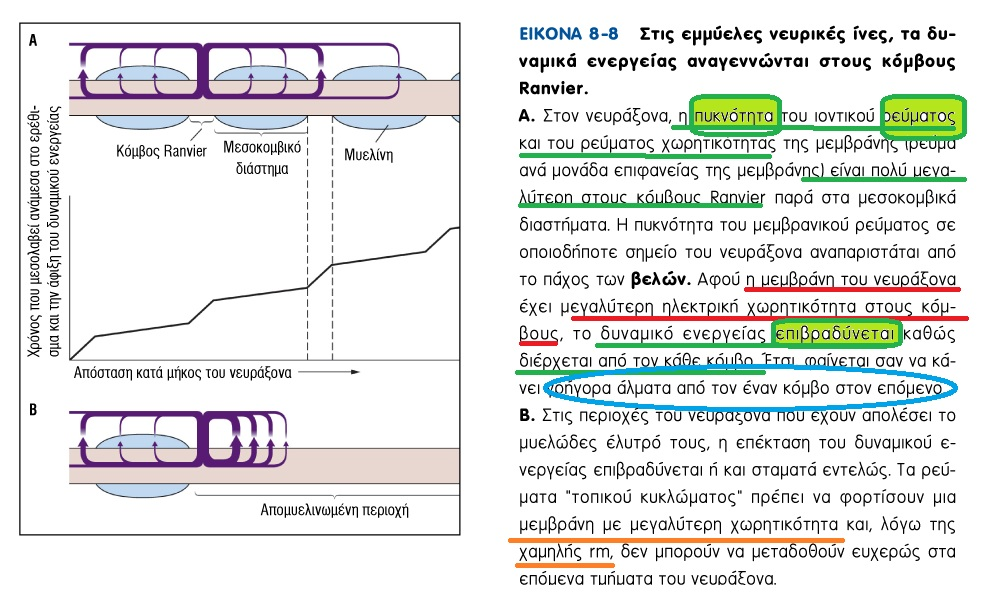 A
Κόμβος Ranvier
Μεσοκομβικό
διάστημα
Μυελίνη
Χρόνος που μεσολαβεί ανάμεσα στο ερέθι-
σμα και την άφιξη του δυναμικού ενεργείας
Απόσταση κατά μήκος του νευράξονα
B
Απομυελινωμένη περιοχή
ΕΙΚΟΝΑ 8-8 Στις εμμύελες νευρικές ίνες, τα δυ-
ναμικά ενεργείας αναγεννώνται στους κόμβους
Ranvier.
Α. Στον νευράξονα, η πυκνότητα του ιοντικού ρεύματος
και του ρεύματος χωρητικότητας της μεμβράνης (ρεύμα
ανά μονάδα επιφανείας της μεμβράνης) είναι πολύ μεγα-
λύτερη στους κόμβους Ranvier παρά στα μεσοκομβικά
διαστήματα. Η πυκνότητα του μεμβρανικού ρεύματος σε
οποιοδήποτε σημείο του νευράξονα αναπαριστάται από
το πάχος των βελών. Αφού η μεμβράνη του νευράξονα
έχει μεγαλύτερη ηλεκτρική χωρητικότητα στους κόμ-
βους, το δυναμικό ενεργείας επιβραδύνεται καθώς
διέρχεται από τον κάθε κόμβο. Έτσι, φαίνεται σαν να κά-
νει γρήγορα άλματα από τον έναν κόμβο στον επόμενο.
Β. Στις περιοχές του νευράξονα που έχουν απολέσει το
μυελώδες έλυτρό τους, η επέκταση του δυναμικού ε-
νεργείας επιβραδύνεται ή και σταματά εντελώς. Τα ρεύ-
ματα "τοπικού κυκλώματος" πρέπει να φορτίσουν μια
μεμβράνη με μεγαλύτερη χωρητικότητα και, λόγω της
χαμηλής rm, δεν μπορούν να μεταδοθούν ευχερώς στα
επόμενα τμήματα του νευράξονα.